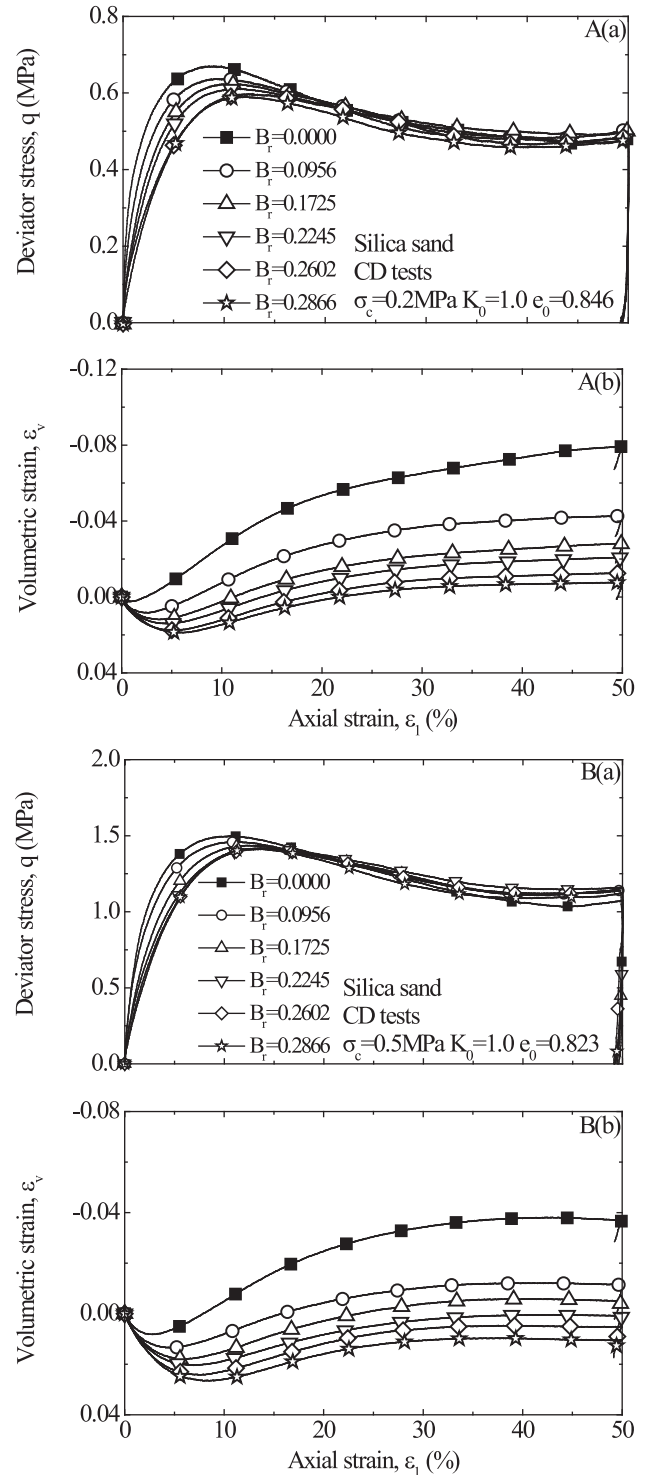 A(a)
0.8
0.6
0.4
0.2
0.0
Deviator stress, q (MPa)
B_r=0.0000
B_r=0.0956
B_r=0.1725
B_r=0.2245
B_r=0.2602
B_r=0.2866
Silica sand
CD tests
σ_c=0.2MPa K_0=1.0 e_0=0.846
A(b)
-0.12
-0.08
-0.04
0.00
0.04
Volumetric strain, ε_v
0 10 20 30 40 50
Axial strain, ε_1 (%)
B(a)
2.0
1.5
1.0
0.5
0.0
Deviator stress, q (MPa)
B_r=0.0000
B_r=0.0956
B_r=0.1725
B_r=0.2245
B_r=0.2602
B_r=0.2866
Silica sand
CD tests
σ_c=0.5MPa K_0=1.0 e_0=0.823
B(b)
-0.08
-0.04
0.00
0.04
Volumetric strain, ε_v
0 10 20 30 40 50
Axial strain, ε_1 (%)